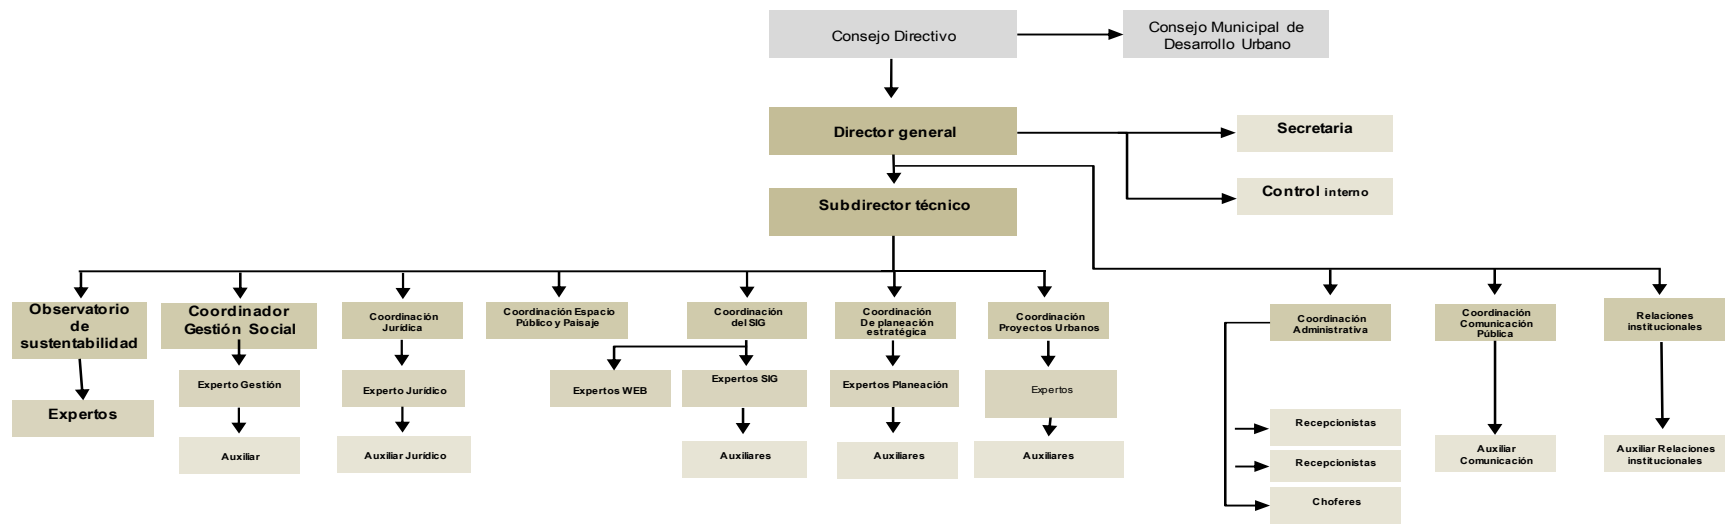 Consejo Directivo
Consejo Municipal de
Desarrollo Urbano
Director general
Secretaria
Control interno
Subdirector técnico
Observatorio
de
sustentabilidad
Coordinador
Gestión Social
Coordinación
Jurídica
Coordinación Espacio
Público y Paisaje
Coordinación
del SIG
Coordinación
De planeación
estratégica
Coordinación
Proyectos Urbanos
Coordinación
Administrativa
Coordinación
Comunicación
Pública
Relaciones
institucionales
Expertos
Experto Gestión
Experto Jurídico
Expertos WEB
Expertos SIG
Expertos Planeación
Expertos
Auxiliar
Auxiliar Jurídico
Auxiliares
Auxiliares
Auxiliares
Recepcionistas
Recepcionistas
Choferes
Auxiliar
Comunicación
Auxiliar Relaciones
institucionales